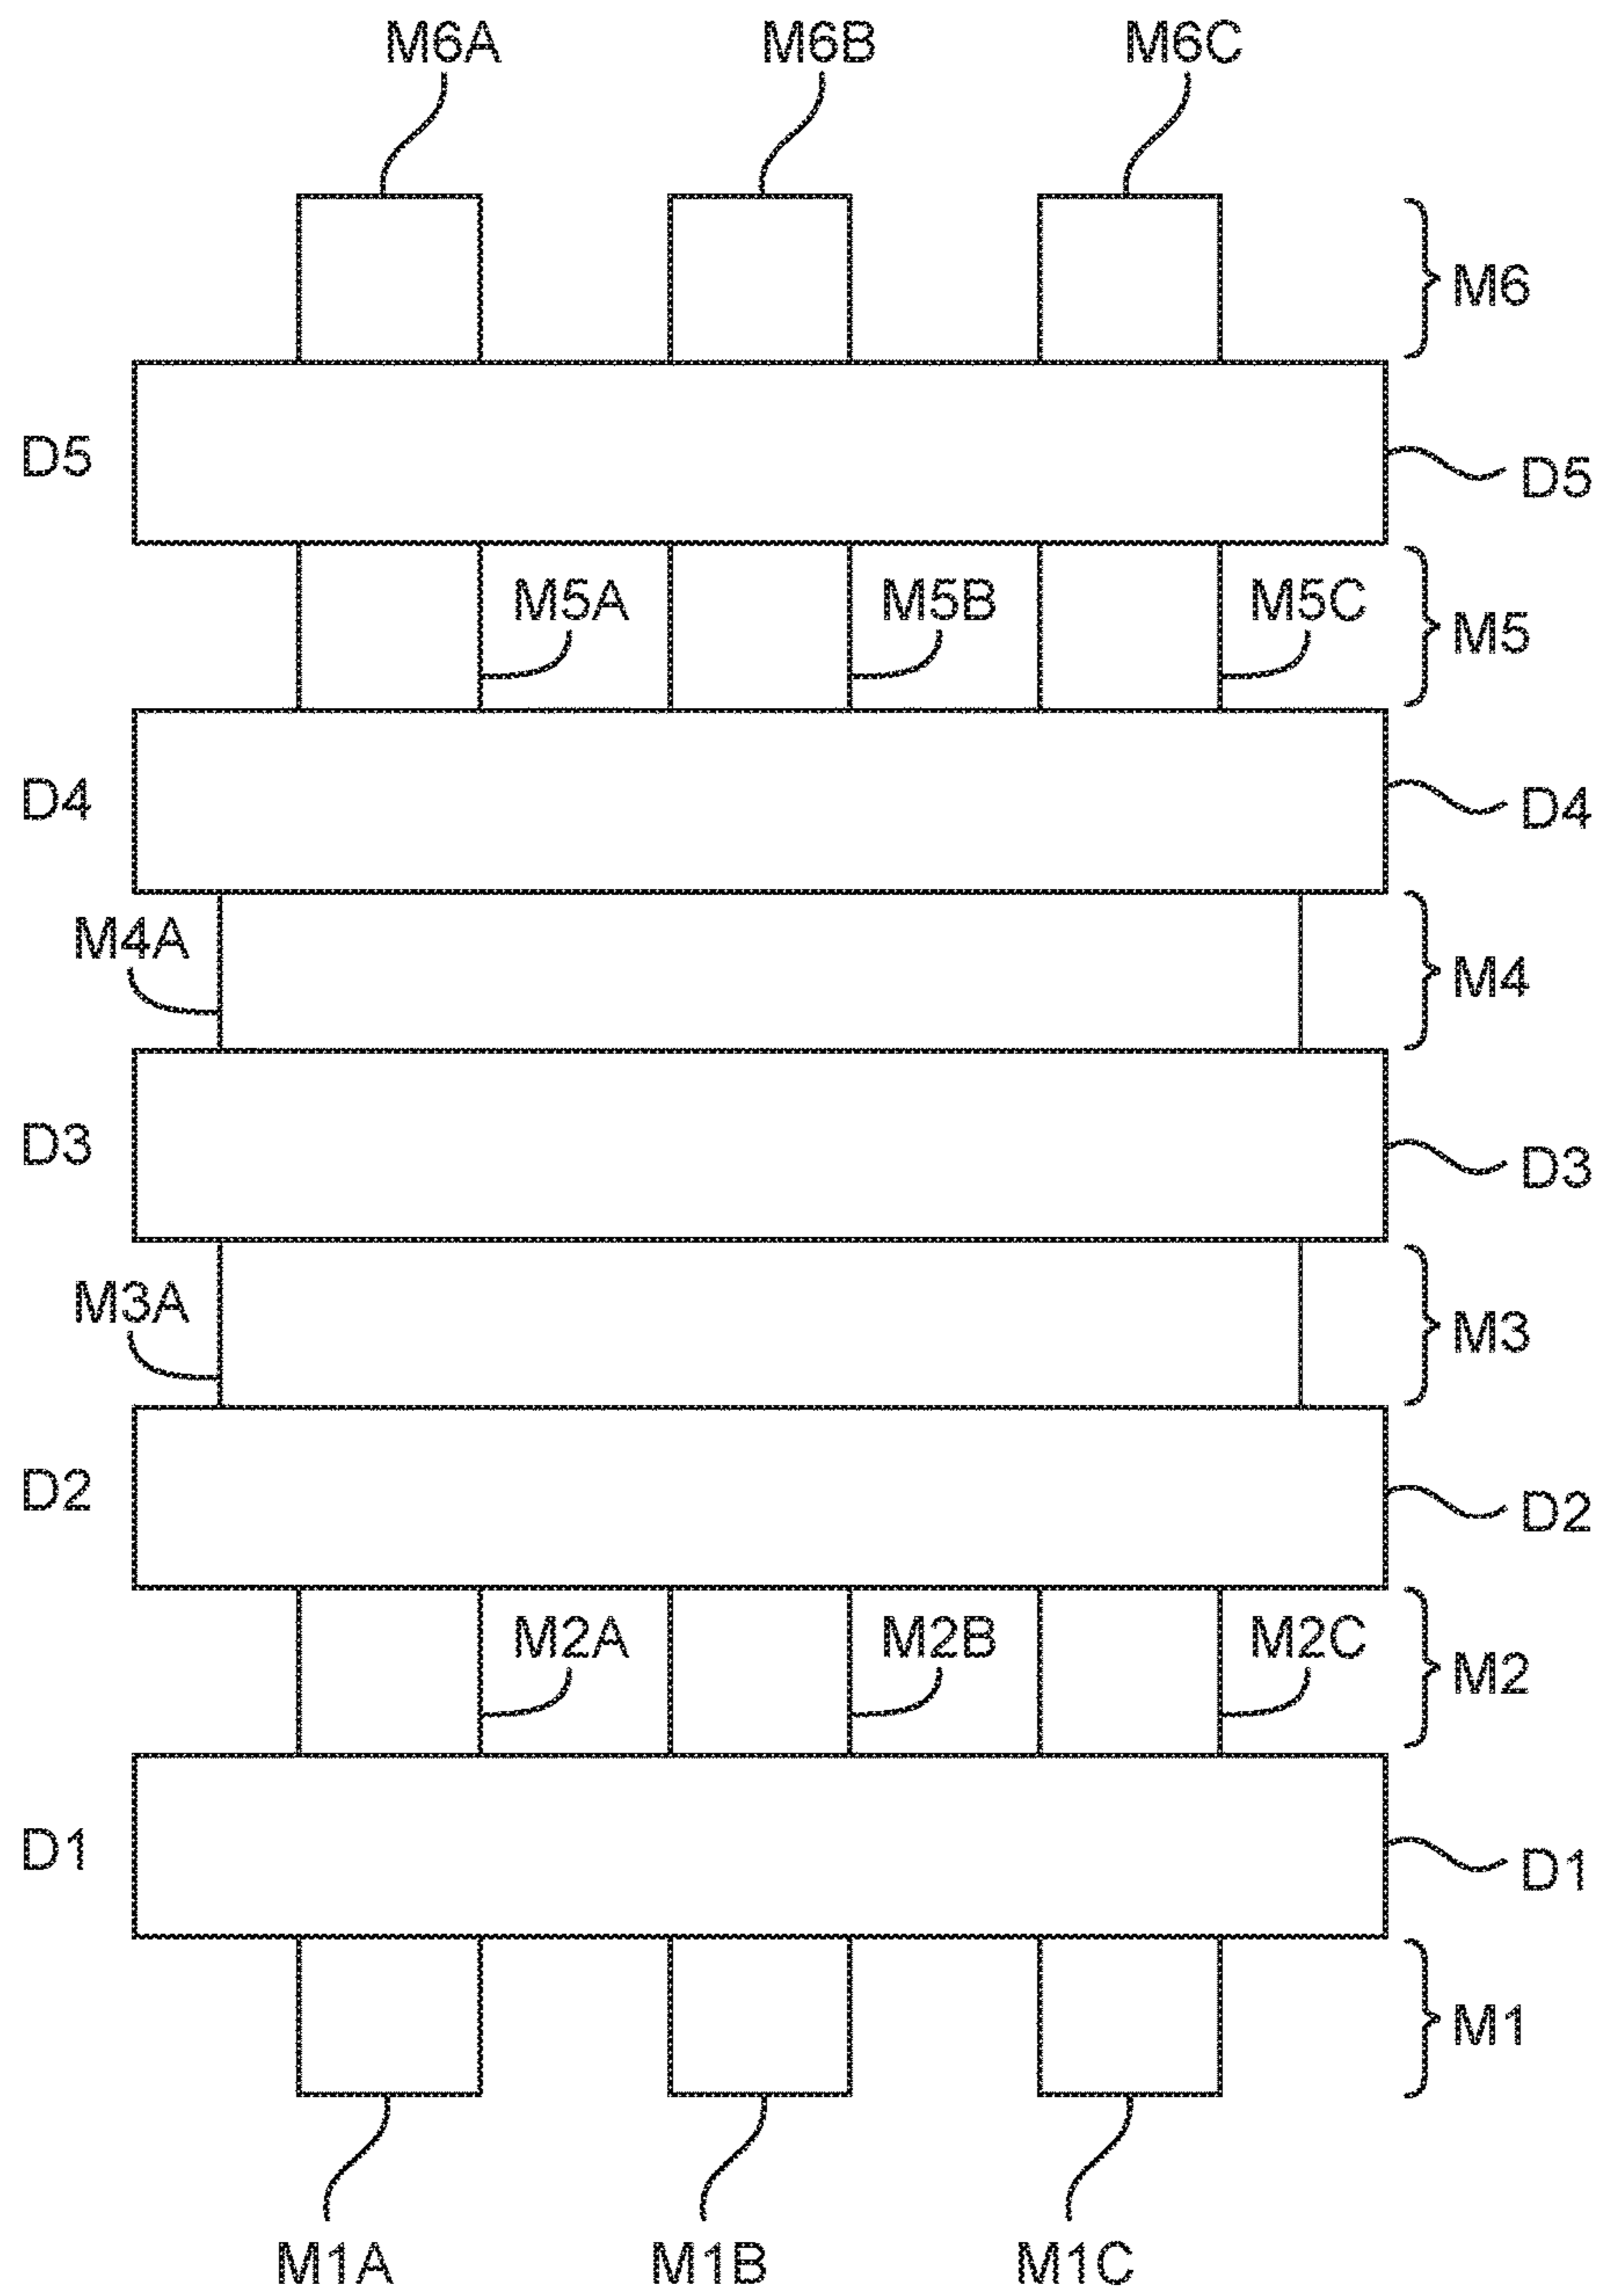 M6A M6B M6C
M6
D5 D5
M5A M5B M5C M5
D4 D4
M4A M4
D3 D3
M3A M3
D2 D2
M2A M2B M2C M2
D1 D1
M1
M1A M1B M1C